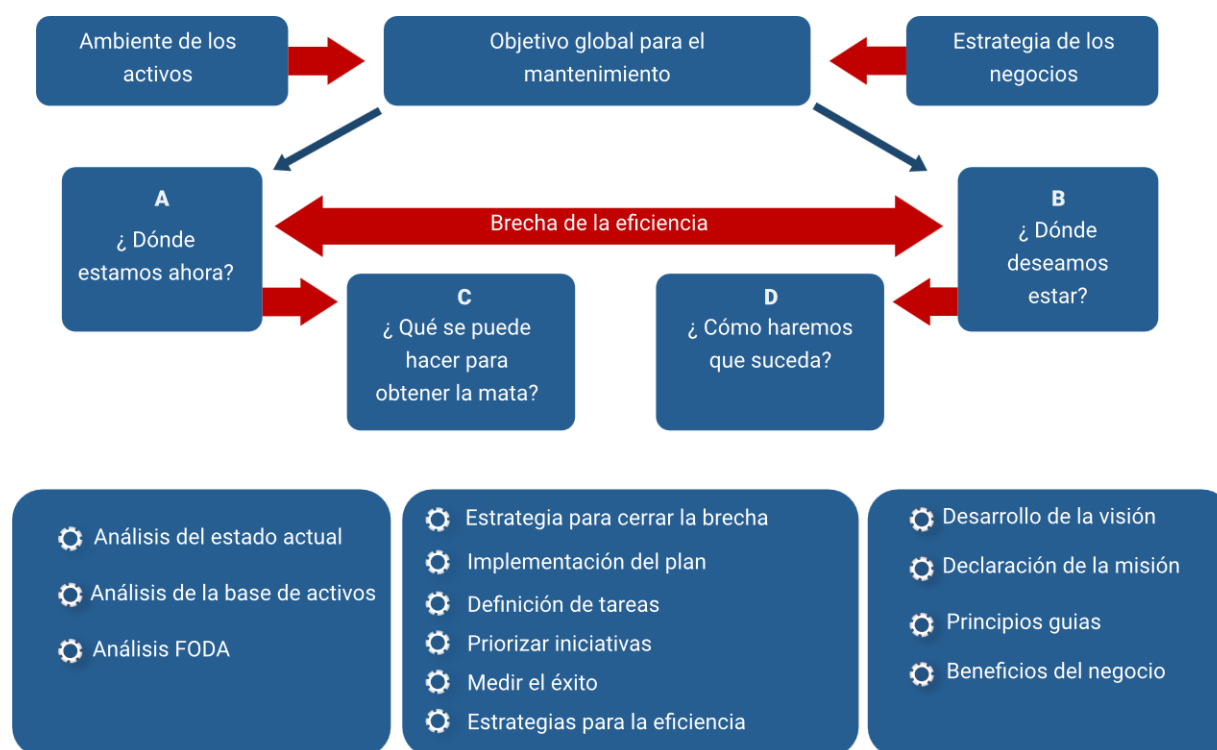 Ambiente de los
activos
Objetivo global para el
mantenimiento
Estrategia de los
negocios
A
¿ Dónde
estamos ahora?
Brecha de la eficiencia
B
¿ Dónde
deseamos
estar?
C
¿ Qué se puede
hacer para
obtener la mata?
D
¿ Cómo haremos
que suceda?
Análisis del estado actual
Análisis de la base de activos
Análisis FODA
Estrategia para cerrar la brecha
Implementación del plan
Definición de tareas
Priorizar iniciativas
Medir el éxito
Estrategias para la eficiencia
Desarrollo de la visión
Declaración de la misión
Principios guias
Beneficios del negocio